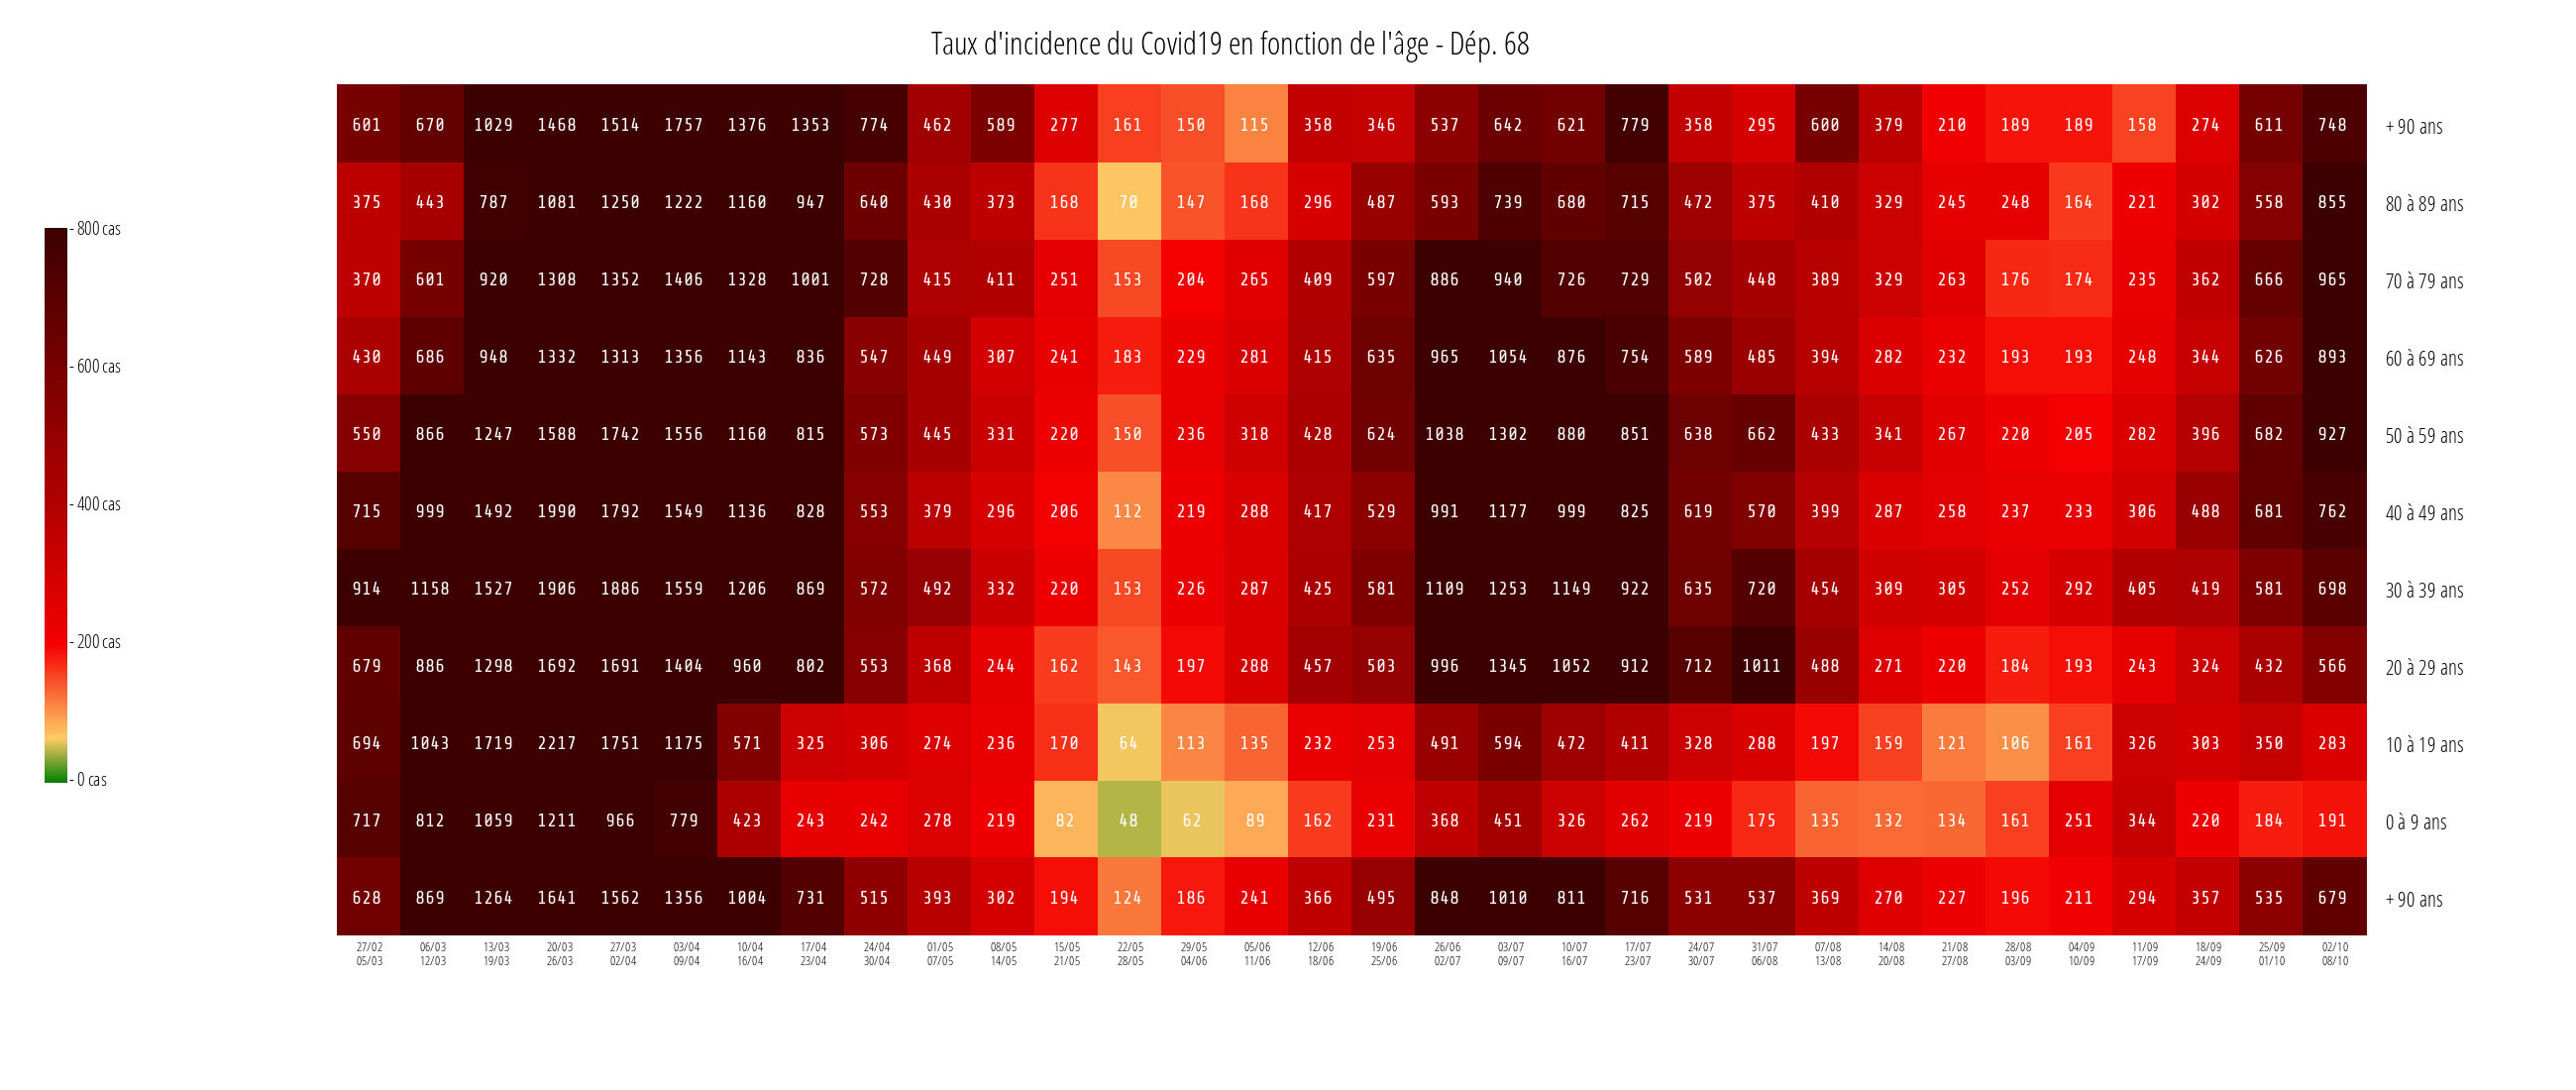 Taux d'incidence du Covid19 en fonction de l'âge - Dép. 68
- 800 cas
- 600 cas
- 400 cas
- 200 cas
- 0 cas
601 670 1029 1468 1514 1757 1376 1353 774 462 589 277 161 150 115 358 346 537 642 621 779 358 295 600 379 210 189 189 158 274 611 748 + 90 ans
375 443 787 1081 1250 1222 1160 947 640 430 373 168 70 147 168 296 487 593 739 680 715 472 375 410 329 245 248 164 221 302 558 855 80 à 89 ans
370 601 920 1308 1352 1406 1328 1001 728 415 411 251 153 204 265 409 597 886 940 726 729 502 448 389 329 263 176 174 235 362 666 965 70 à 79 ans
430 686 948 1332 1313 1356 1143 836 547 449 307 241 183 229 281 415 635 965 1054 876 754 589 485 394 282 232 193 193 248 344 626 893 60 à 69 ans
550 866 1247 1588 1742 1556 1160 815 573 445 331 220 150 236 318 428 624 1038 1302 880 851 638 662 433 341 267 220 205 282 396 682 927 50 à 59 ans
715 999 1492 1990 1792 1549 1136 828 553 379 296 206 112 219 288 417 529 991 1177 999 825 619 570 399 287 258 237 233 306 488 681 762 40 à 49 ans
914 1158 1527 1906 1886 1559 1206 869 572 492 332 220 153 226 287 425 581 1109 1253 1149 922 635 720 454 309 305 252 292 405 419 581 698 30 à 39 ans
679 886 1298 1692 1691 1404 960 802 553 368 244 162 143 197 288 457 503 996 1345 1052 912 712 1011 488 271 220 184 193 243 324 432 566 20 à 29 ans
694 1043 1719 2217 1751 1175 571 325 306 274 236 170 64 113 135 232 253 491 594 472 411 328 288 197 159 121 106 161 326 303 350 283 10 à 19 ans
717 812 1059 1211 966 779 423 243 242 278 219 82 48 62 89 162 231 368 451 326 262 219 175 135 132 134 161 251 344 220 184 191 0 à 9 ans
628 869 1264 1641 1562 1356 1004 731 515 393 302 194 124 186 241 366 495 848 1010 811 716 531 537 369 270 227 196 211 294 357 535 679 + 90 ans
27/02 06/03 13/03 20/03 27/03 03/04 10/04 17/04 24/04 01/05 08/05 15/05 22/05 29/05 05/06 12/06 19/06 26/06 03/07 10/07 17/07 24/07 31/07 07/08 14/08 21/08 28/08 04/09 11/09 18/09 25/09 02/10
05/03 12/03 19/03 26/03 02/04 09/04 16/04 23/04 30/04 07/05 14/05 21/05 28/05 04/06 11/06 18/06 25/06 02/07 09/07 16/07 23/07 30/07 06/08 13/08 20/08 27/08 03/09 10/09 17/09 24/09 01/10 08/10